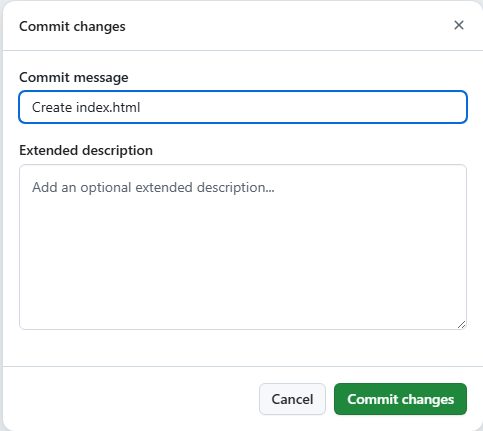 Commit changes
Commit message
Create index.html
Extended description
Add an optional extended description...
Cancel
Commit changes